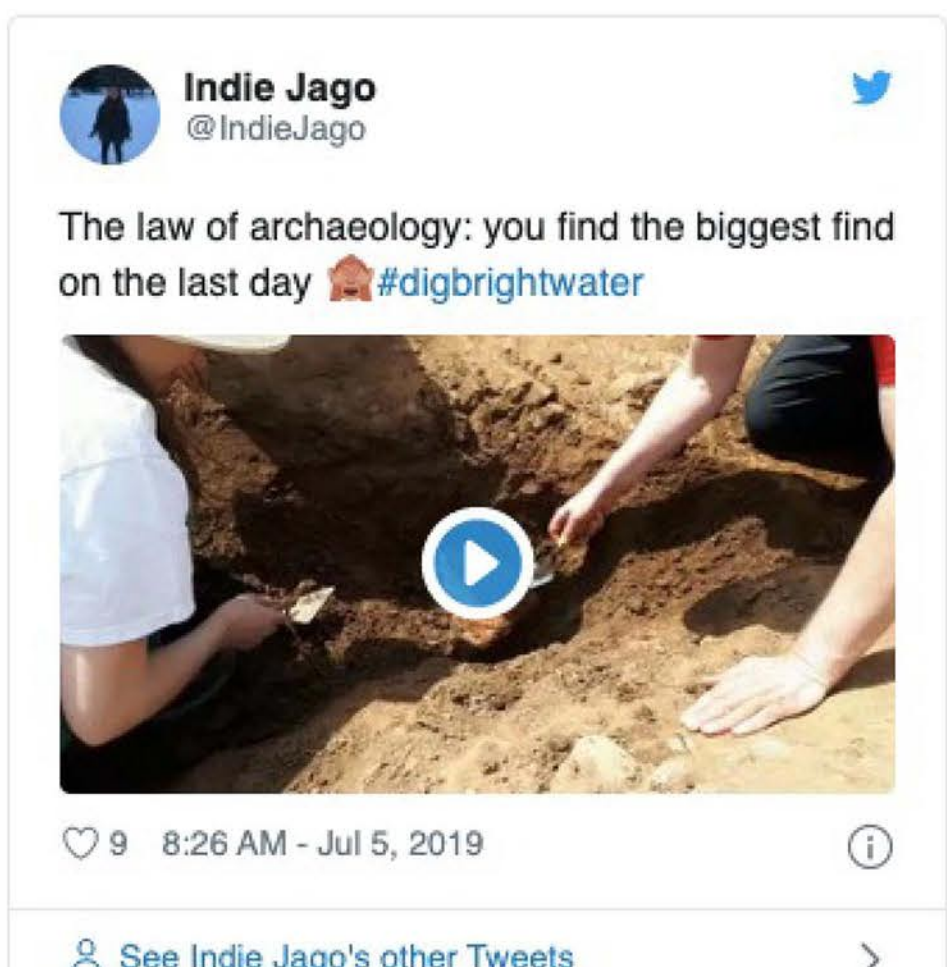 Indie Jago
@IndieJago
The law of archaeology: you find the biggest find
on the last day 🙈 #digbrightwater
9 8:26 AM - Jul 5, 2019
See Indie Jago's other Tweets